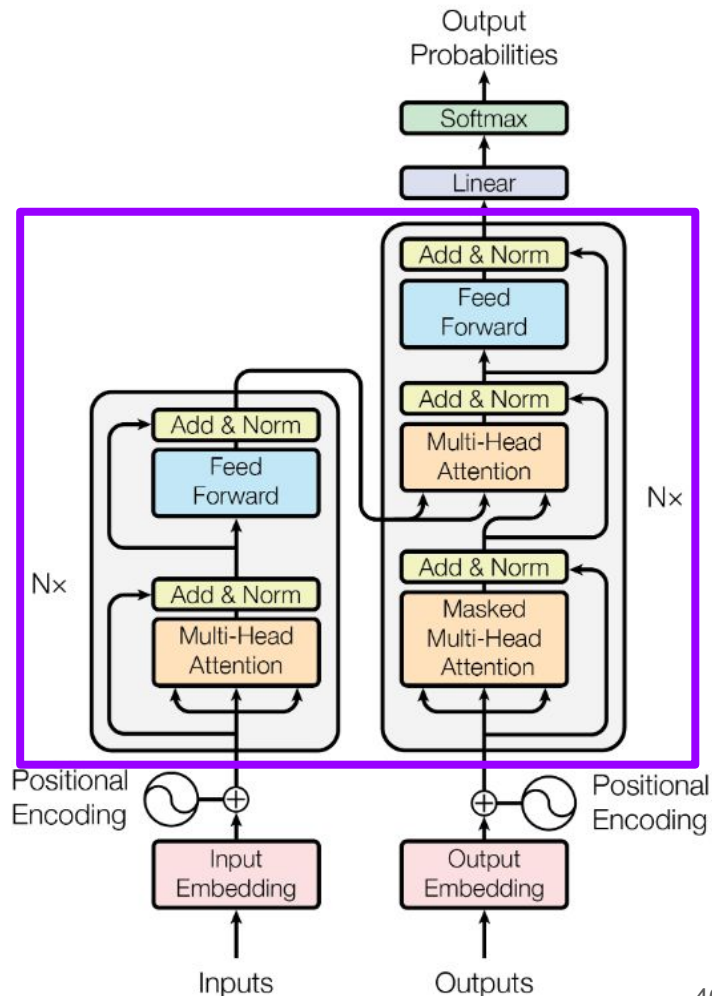 Output
Probabilities
Softmax
Linear
Add & Norm
Feed
Forward
Add & Norm
Multi-Head
Attention
Add & Norm
Masked
Multi-Head
Attention
Nx
Add & Norm
Feed
Forward
Add & Norm
Multi-Head
Attention
Nx
Positional
Encoding
Positional
Encoding
Input
Embedding
Output
Embedding
Inputs
Outputs